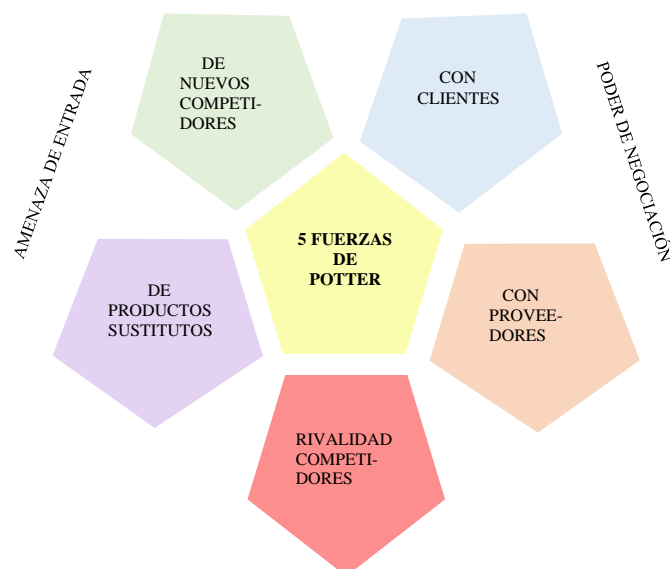 AMENAZA DE ENTRADA
DE
NUEVOS
COMPETI-
DORES
CON
CLIENTES
PODER DE NEGOCIACIÓN
5 FUERZAS
DE
POTTER
DE
PRODUCTOS
SUSTITUTOS
CON
PROVEE-
DORES
RIVALIDAD
COMPETI-
DORES